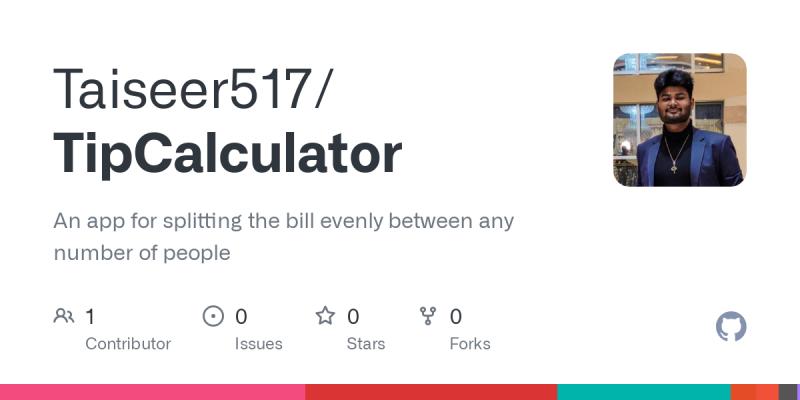 Taiseer517/
TipCalculator
An app for splitting the bill evenly between any
number of people
1
Contributor
0
Issues
0
Stars
0
Forks